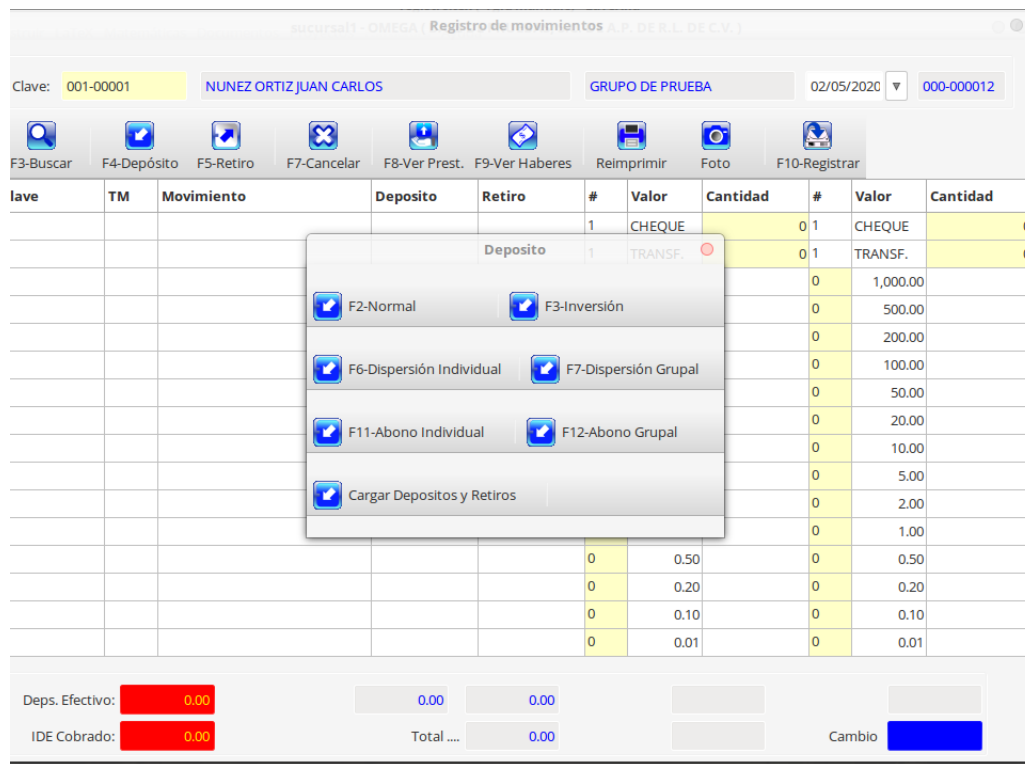 sucursal1 - OMEGA A.P. DE R.L. DE C.V. ]
Registro de movimientos
Clave: 001-00001 NUNEZ ORTIZ JUAN CARLOS GRUPO DE PRUEBA 02/05/2020 000-000012
F3-Buscar F4-Depósito F5-Retiro F7-Cancelar F8-Ver Prest. F9-Ver Haberes Reimprimir Foto F10-Registrar
lave TM Movimiento Deposito Retiro # Valor Cantidad # Valor Cantidad
1 CHEQUE 0 1 CHEQUE
1 TRANSF. 0 1 TRANSF.
0 1,000.00
0 500.00
0 200.00
0 100.00
0 50.00
0 20.00
0 10.00
0 5.00
0 2.00
0 1.00
0 0.50 0 0.50
0 0.20 0 0.20
0 0.10 0 0.10
0 0.01 0 0.01
Deposito
F2-Normal F3-Inversión
F6-Dispersión Individual F7-Dispersión Grupal
F11-Abono Individual F12-Abono Grupal
Cargar Depositos y Retiros
Deps. Efectivo: 0.00 0.00 0.00
IDE Cobrado: 0.00 Total .... 0.00 Cambio